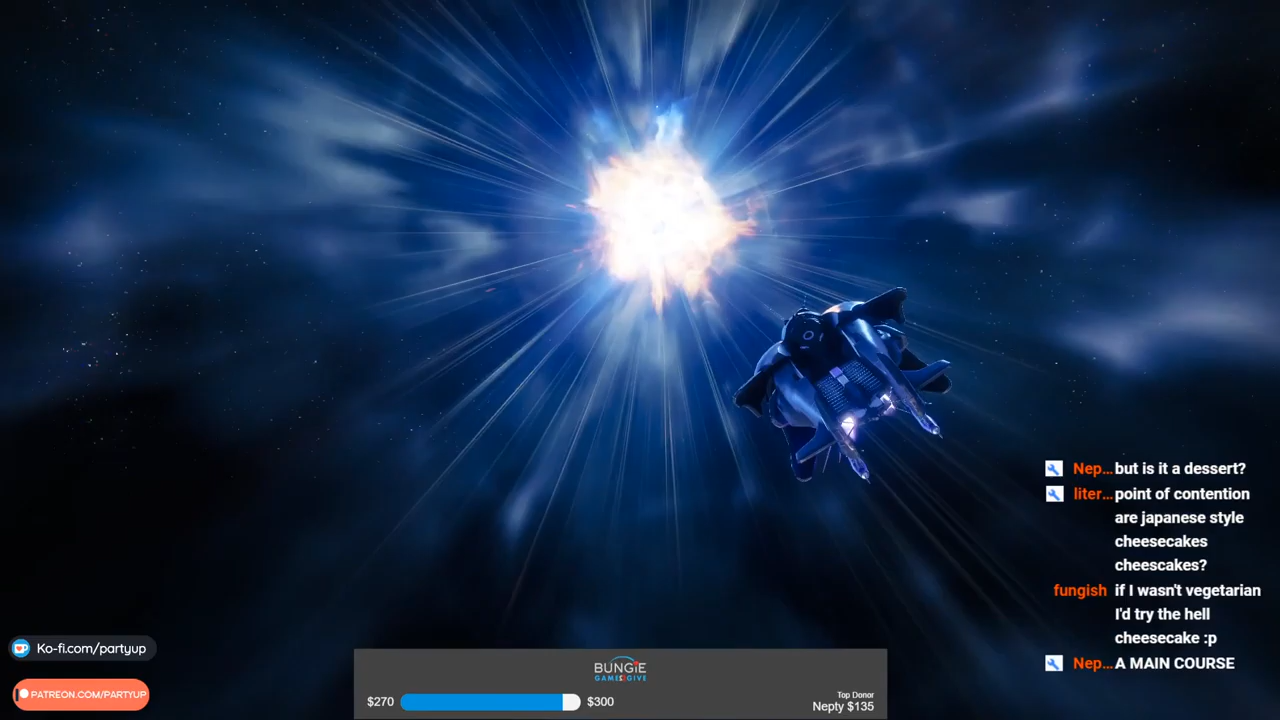 Nep... but is it a dessert?
liter... point of contention
are japanese style
cheesecakes
cheescakes?
fungish if I wasn't vegetarian
I'd try the hell
cheesecake :p
Nep... A MAIN COURSE
Ko-fi.com/partyup
PATREON.COM/PARTYUP
BUNGIE
GAME2GIVE
$270 $300
Top Donor
Nepty $135